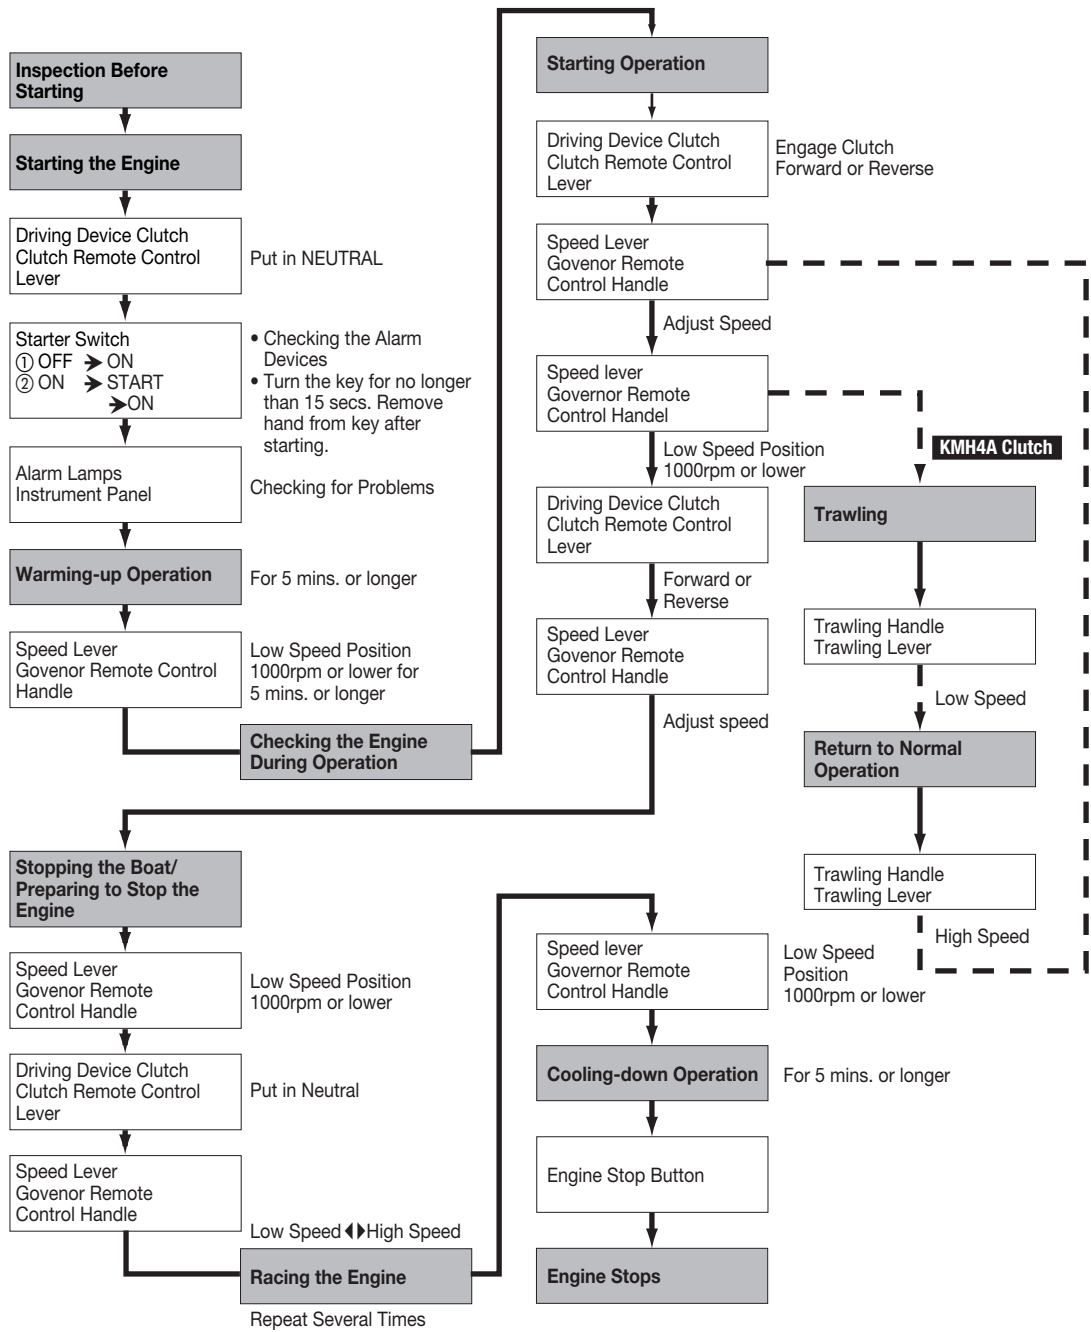 Inspection Before
Starting
Starting the Engine
Driving Device Clutch
Clutch Remote Control
Lever
Put in NEUTRAL
Starter Switch
① OFF ➔ ON
② ON ➔ START
➔ON
• Checking the Alarm
Devices
• Turn the key for no longer
than 15 secs. Remove
hand from key after
starting.
Alarm Lamps
Instrument Panel
Checking for Problems
Warming-up Operation
For 5 mins. or longer
Speed Lever
Govenor Remote Control
Handle
Low Speed Position
1000rpm or lower for
5 mins. or longer
Checking the Engine
During Operation
Starting Operation
Driving Device Clutch
Clutch Remote Control
Lever
Engage Clutch
Forward or Reverse
Speed Lever
Govenor Remote
Control Handle
Adjust Speed
Speed lever
Governor Remote
Control Handel
Low Speed Position
1000rpm or lower
Driving Device Clutch
Clutch Remote Control
Lever
Forward or
Reverse
Speed Lever
Govenor Remote
Control Handle
Adjust speed
KMH4A Clutch
Trawling
Trawling Handle
Trawling Lever
Low Speed
Return to Normal
Operation
Trawling Handle
Trawling Lever
High Speed
Stopping the Boat/
Preparing to Stop the
Engine
Speed Lever
Govenor Remote
Control Handle
Low Speed Position
1000rpm or lower
Driving Device Clutch
Clutch Remote Control
Lever
Put in Neutral
Speed Lever
Govenor Remote
Control Handle
Low Speed ◀▶ High Speed
Racing the Engine
Repeat Several Times
Speed lever
Governor Remote
Control Handle
Low Speed
Position
1000rpm or lower
Cooling-down Operation
For 5 mins. or longer
Engine Stop Button
Engine Stops